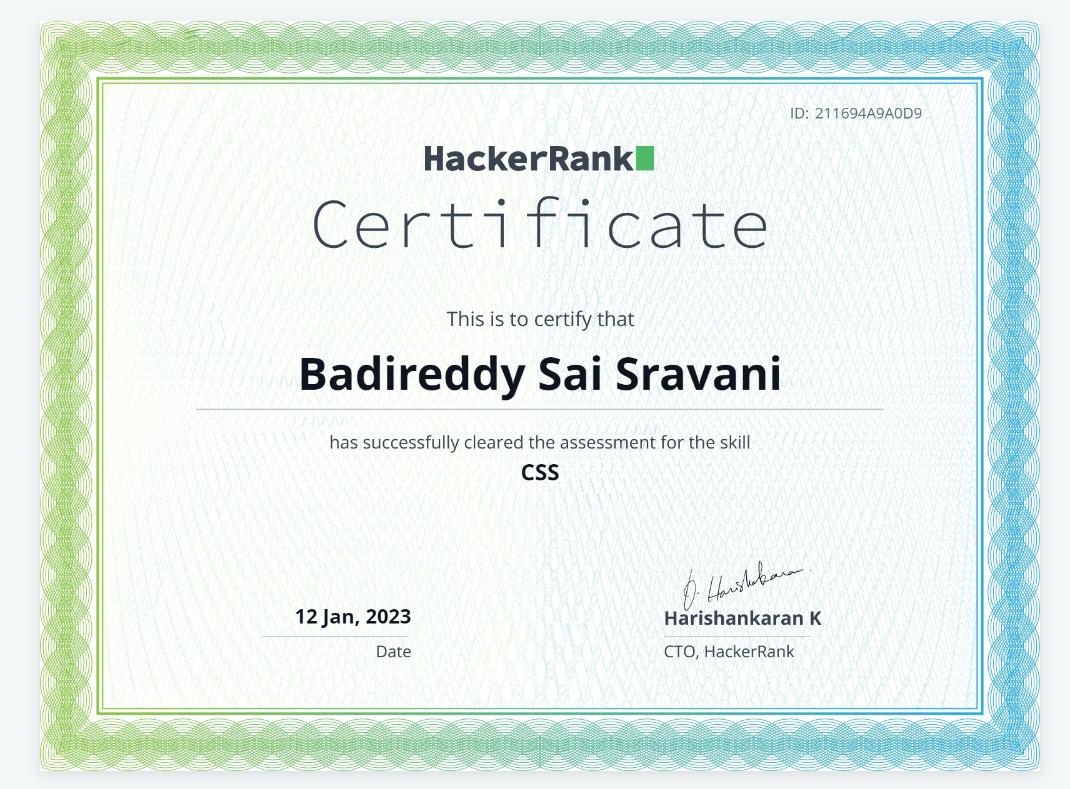 ID: 211694A9A0D9
HackerRank
Certificate
This is to certify that
Badireddy Sai Sravani
has successfully cleared the assessment for the skill
CSS
12 Jan, 2023
Date
Harishankaran K
CTO, HackerRank